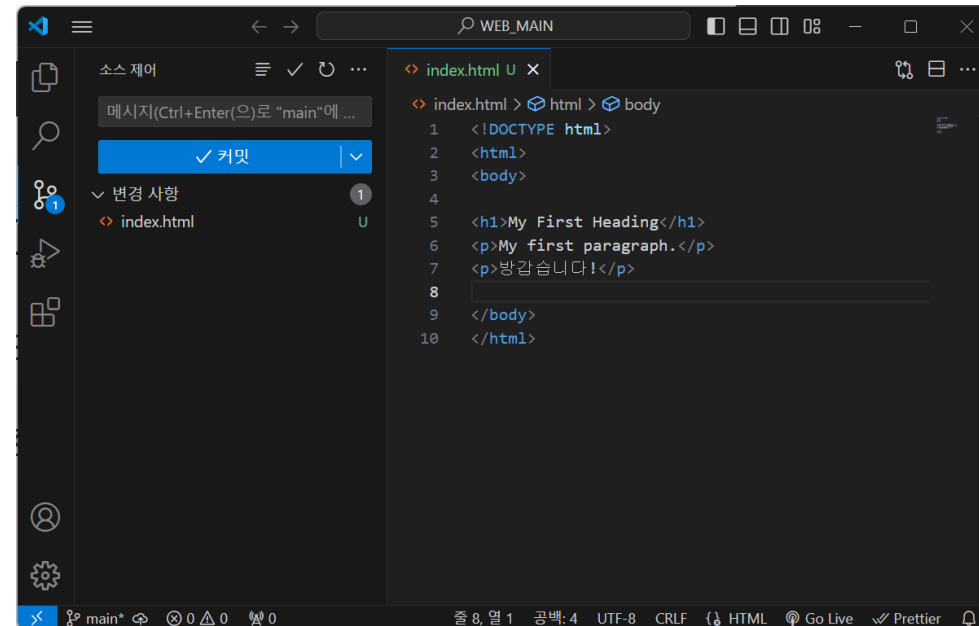 WEB_MAIN
소스 제어
메시지(Ctrl+Enter(으)로 "main"에 ...
커밋
변경 사항 1
index.html U
1
index.html U
index.html > html > body
1 <!DOCTYPE html>
2 <html>
3 <body>
4
5 <h1>My First Heading</h1>
6 <p>My first paragraph.</p>
7 <p>방갑습니다!</p>
8
9 </body>
10 </html>
main* 0 0 0 줄 8, 열 1 공백: 4 UTF-8 CRLF HTML Go Live Prettier